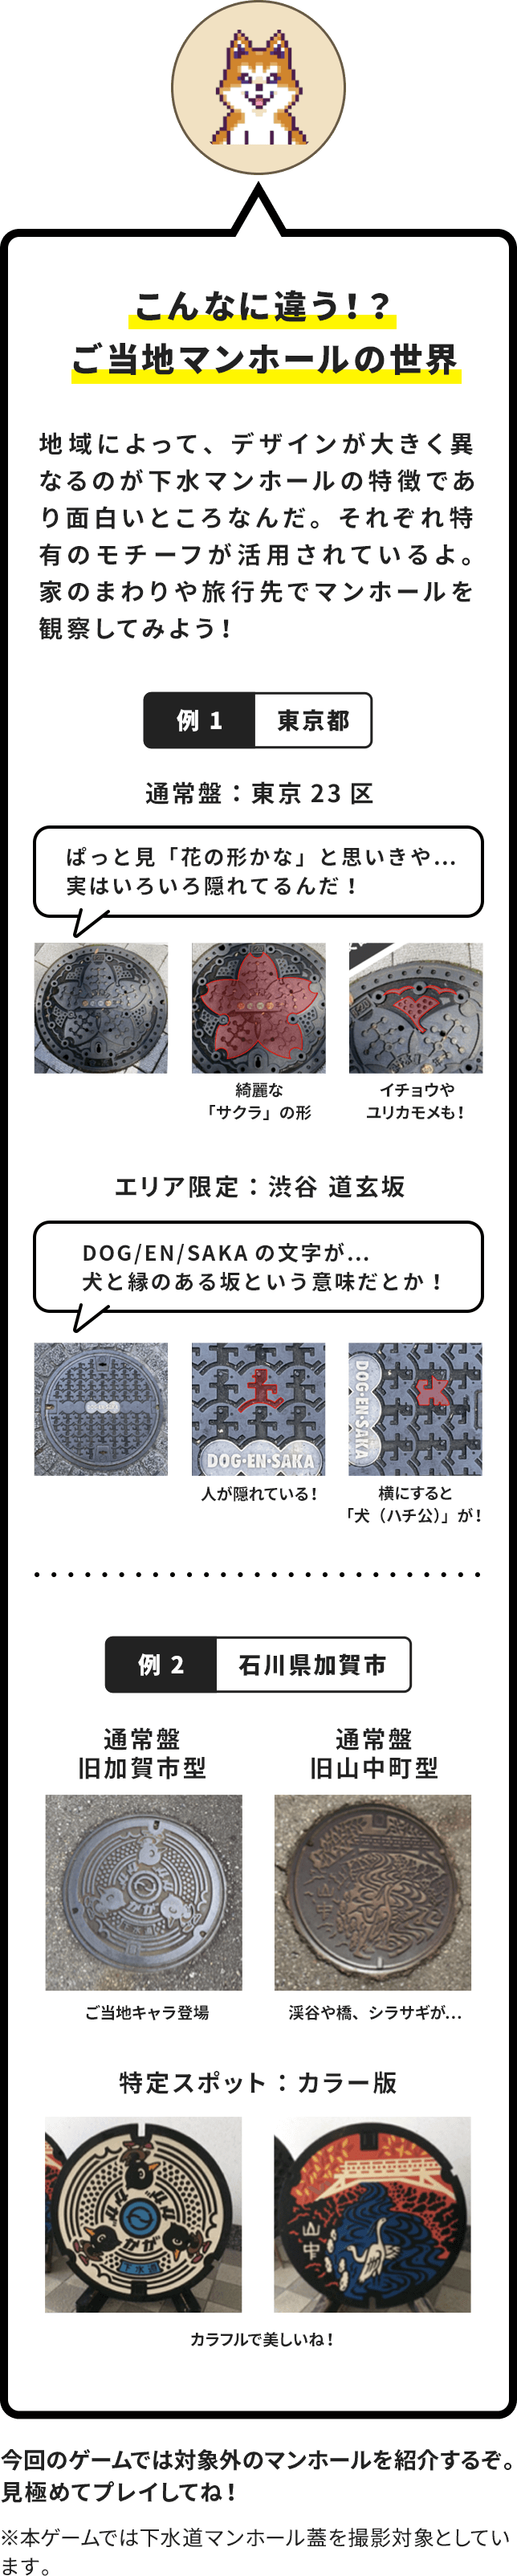 こんなに違う！？
ご当地マンホールの世界
地域によって、デザインが大きく異
なるのが下水マンホールの特徴であ
り面白いところなんだ。それぞれ特
有のモチーフが活用されているよ。
家のまわりや旅行先でマンホールを
観察してみよう！
例 1 東京都
通常盤：東京 23 区
ぱっと見「花の形かな」と思いきや...
実はいろいろ隠れてるんだ！
綺麗な
「サクラ」の形
イチョウや
ユリカモメも！
エリア限定：渋谷 道玄坂
DOG/EN/SAKA の文字が...
犬と縁のある坂という意味だとか！
DOG·EN·SAKA
DOG·EN·SAKA
人が隠れている！
横にすると
「犬（ハチ公）」が！
例 2 石川県加賀市
通常盤
旧加賀市型
通常盤
旧山中町型
かが
山中
ご当地キャラ登場
渓谷や橋、シラサギが...
特定スポット：カラー版
かが
下水道
山中
カラフルで美しいね！
今回のゲームでは対象外のマンホールを紹介するぞ。
見極めてプレイしてね！
※本ゲームでは下水道マンホール蓋を撮影対象としてい
ます。